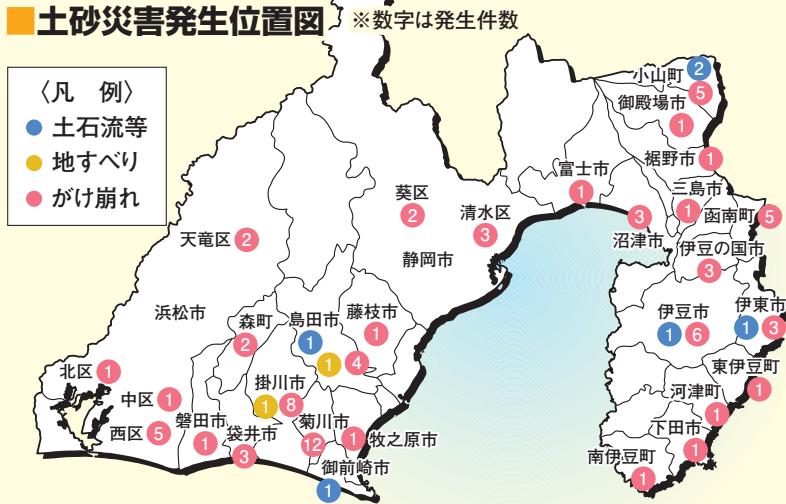 ■土砂災害発生位置図 ※数字は発生件数
〈凡 例〉
土石流等
地すべり
がけ崩れ
小山町 2
5
御殿場市
1
裾野市 1
富士市
1
三島市
1
函南町 5
3
沼津市
伊豆の国市
3
葵区
2
清水区
3
静岡市
天竜区 2
浜松市
伊豆市
1 6
伊東市
1 3
東伊豆町
1
河津町
1
下田市
1
南伊豆町
1
森町
2
島田市
1
1 4
藤枝市
1
北区 1
中区 1
西区 5
磐田市
1
袋井市
3
掛川市
1 8
菊川市
12
1 牧之原市
御前崎市
1